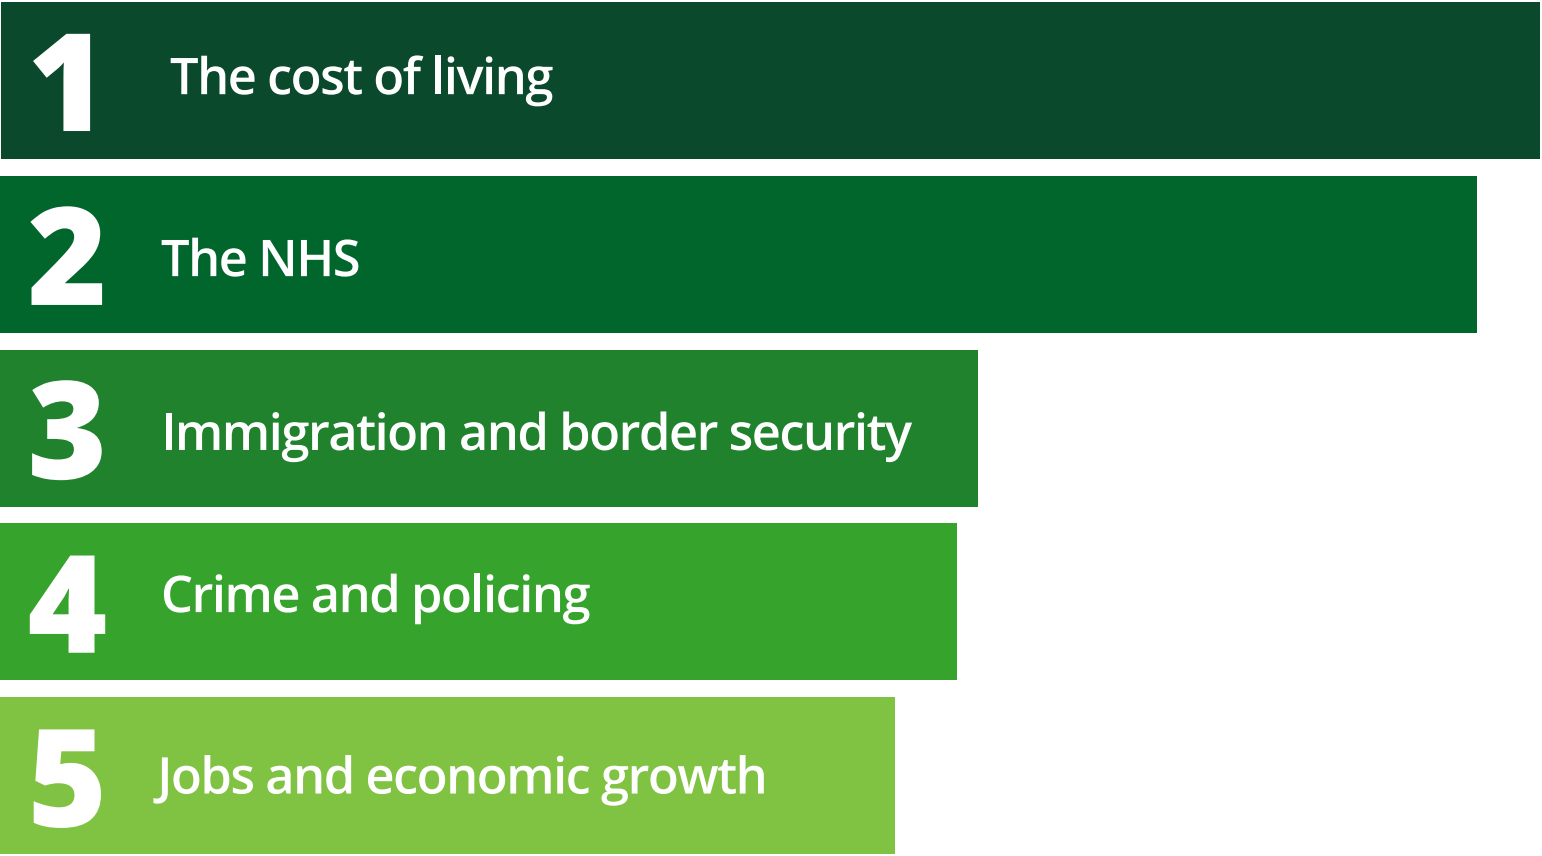 1 The cost of living
2 The NHS
3 Immigration and border security
4 Crime and policing
5 Jobs and economic growth